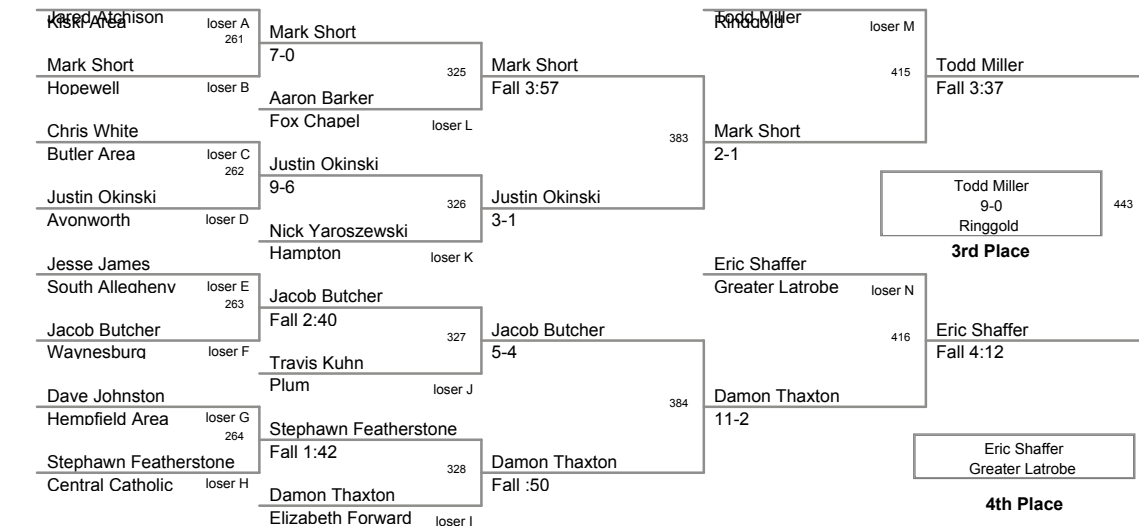 Jared Atchison
Kiski Area
loser A
261
Mark Short
Hopewell
loser B
Chris White
Butler Area
loser C
262
Justin Okinski
Avonworth
loser D
Jesse James
South Allegheny
loser E
263
Jacob Butcher
Waynesburg
loser F
Dave Johnston
Hempfield Area
loser G
264
Stephawn Featherstone
Central Catholic
loser H
Mark Short
7-0
325
Aaron Barker
Fox Chapel
loser L
Justin Okinski
9-6
326
Nick Yaroszewski
Hampton
loser K
Jacob Butcher
Fall 2:40
327
Travis Kuhn
Plum
loser J
Stephawn Featherstone
Fall 1:42
328
Damon Thaxton
Elizabeth Forward
loser I
Mark Short
Fall 3:57
383
Justin Okinski
3-1
Jacob Butcher
5-4
384
Damon Thaxton
Fall :50
Todd Miller
Ringgold
loser M
415
Mark Short
2-1
Eric Shaffer
Greater Latrobe
loser N
416
Damon Thaxton
11-2
Todd Miller
Fall 3:37
Todd Miller
9-0
Ringgold
443
3rd Place
Eric Shaffer
Fall 4:12
Eric Shaffer
Greater Latrobe
4th Place